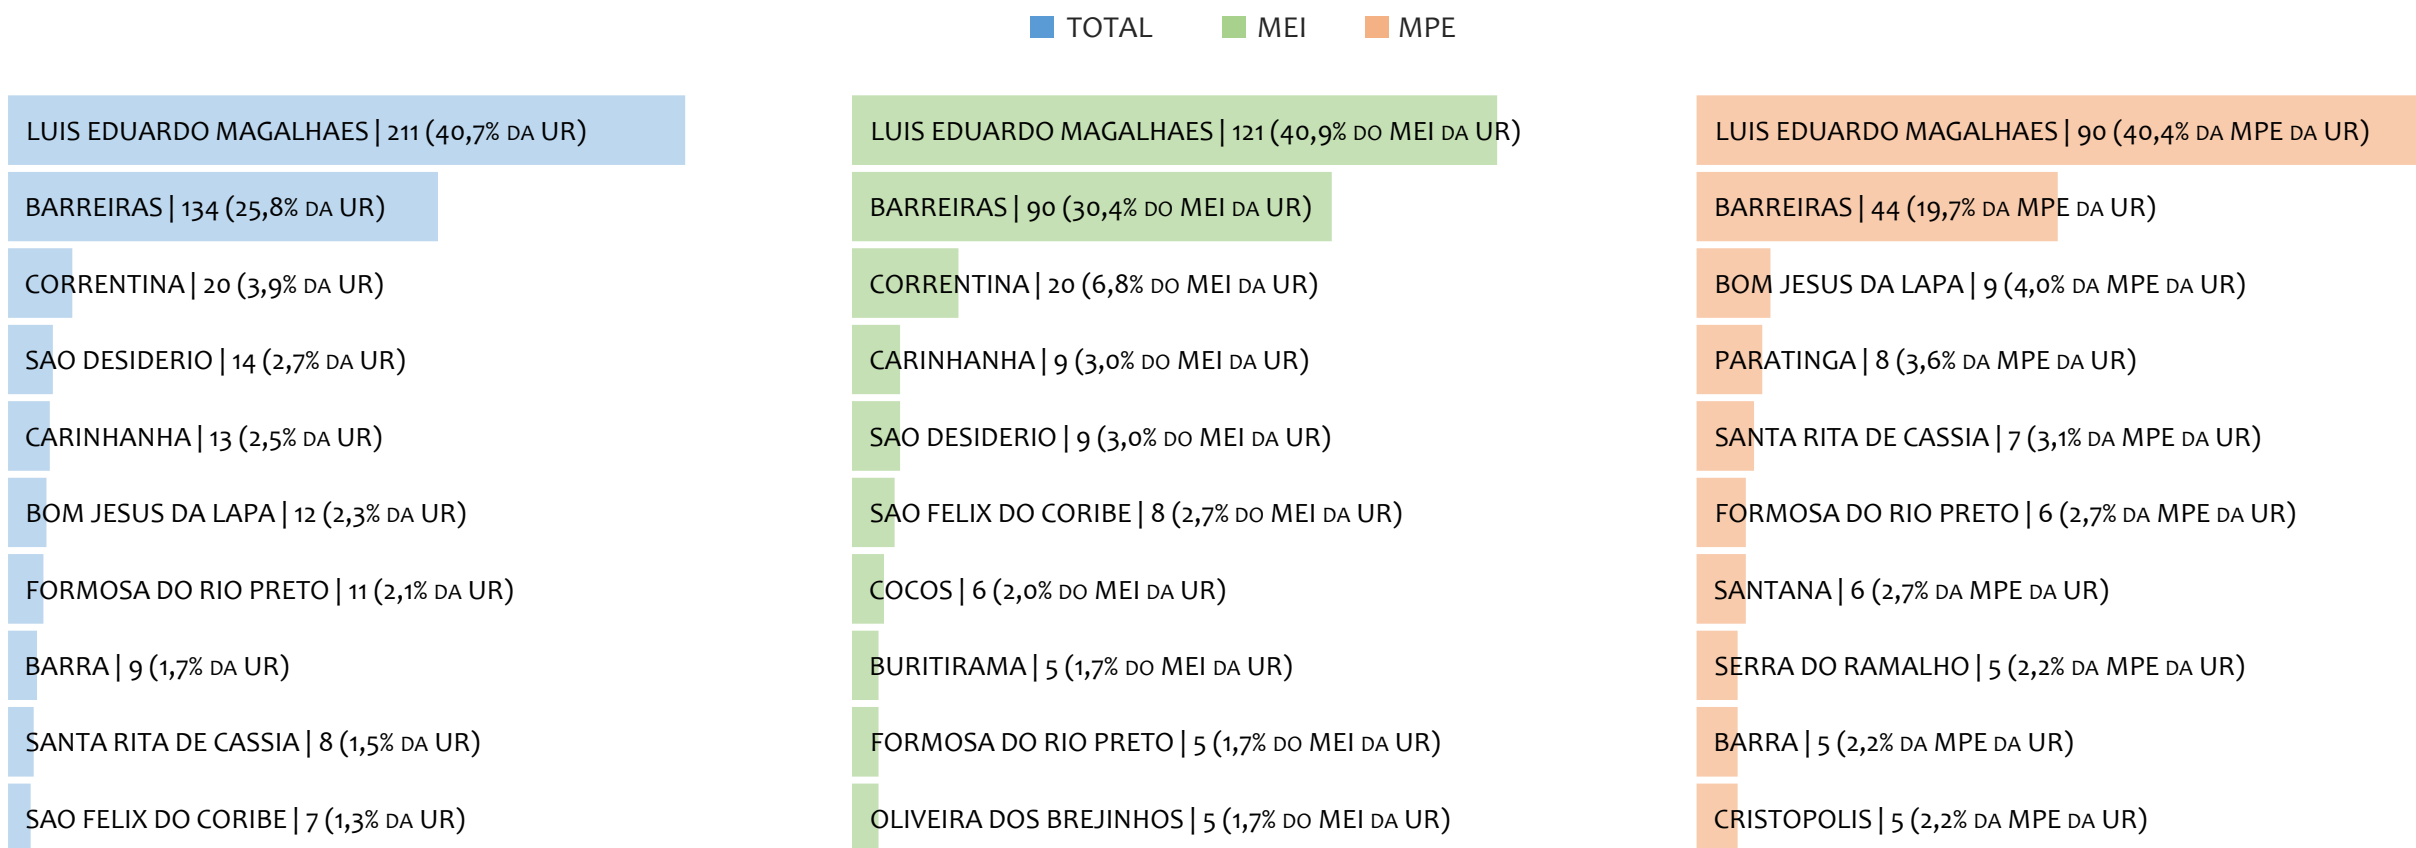 TOTAL MEI MPE
LUIS EDUARDO MAGALHAES | 211 (40,7% DA UR)
BARREIRAS | 134 (25,8% DA UR)
CORRENTINA | 20 (3,9% DA UR)
SAO DESIDERIO | 14 (2,7% DA UR)
CARINHANHA | 13 (2,5% DA UR)
BOM JESUS DA LAPA | 12 (2,3% DA UR)
FORMOSA DO RIO PRETO | 11 (2,1% DA UR)
BARRA | 9 (1,7% DA UR)
SANTA RITA DE CASSIA | 8 (1,5% DA UR)
SAO FELIX DO CORIBE | 7 (1,3% DA UR)
LUIS EDUARDO MAGALHAES | 121 (40,9% DO MEI DA UR)
BARREIRAS | 90 (30,4% DO MEI DA UR)
CORRENTINA | 20 (6,8% DO MEI DA UR)
CARINHANHA | 9 (3,0% DO MEI DA UR)
SAO DESIDERIO | 9 (3,0% DO MEI DA UR)
SAO FELIX DO CORIBE | 8 (2,7% DO MEI DA UR)
COCOS | 6 (2,0% DO MEI DA UR)
BURITIRAMA | 5 (1,7% DO MEI DA UR)
FORMOSA DO RIO PRETO | 5 (1,7% DO MEI DA UR)
OLIVEIRA DOS BREJINHOS | 5 (1,7% DO MEI DA UR)
LUIS EDUARDO MAGALHAES | 90 (40,4% DA MPE DA UR)
BARREIRAS | 44 (19,7% DA MPE DA UR)
BOM JESUS DA LAPA | 9 (4,0% DA MPE DA UR)
PARATINGA | 8 (3,6% DA MPE DA UR)
SANTA RITA DE CASSIA | 7 (3,1% DA MPE DA UR)
FORMOSA DO RIO PRETO | 6 (2,7% DA MPE DA UR)
SANTANA | 6 (2,7% DA MPE DA UR)
SERRA DO RAMALHO | 5 (2,2% DA MPE DA UR)
BARRA | 5 (2,2% DA MPE DA UR)
CRISTOPOLIS | 5 (2,2% DA MPE DA UR)